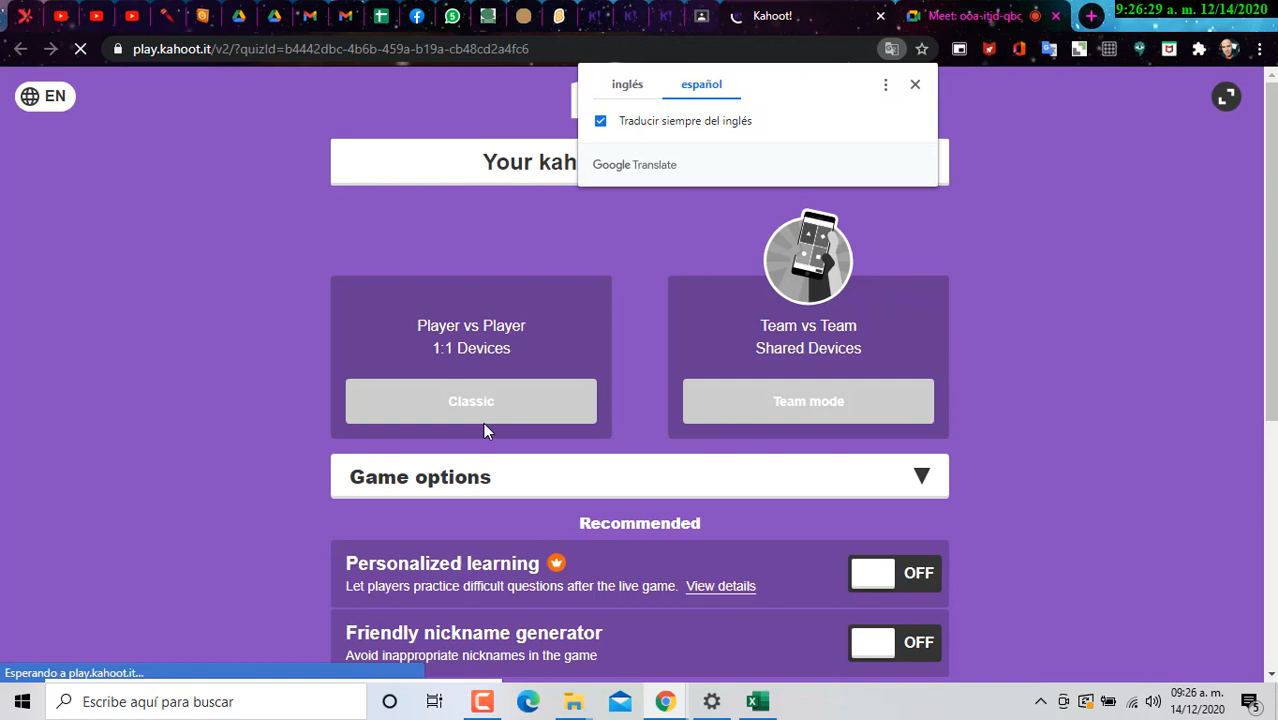 9:26:29 a. m. 12/14/2020
Kahoot!
Meet: ooa-itjd-qbc
play.kahoot.it/v2/?quizId=b4442dbc-4b6b-459a-b19a-cb48cd2a4fc6
EN
inglés español
Traducir siempre del inglés
Google Translate
Your kah
Player vs Player
1:1 Devices
Classic
Team vs Team
Shared Devices
Team mode
Game options
Recommended
Personalized learning
Let players practice difficult questions after the live game. View details
OFF
Friendly nickname generator
Avoid inappropriate nicknames in the game
OFF
Esperando a play.kahoot.it...
Escribe aquí para buscar
09:26 a. m.
14/12/2020
5